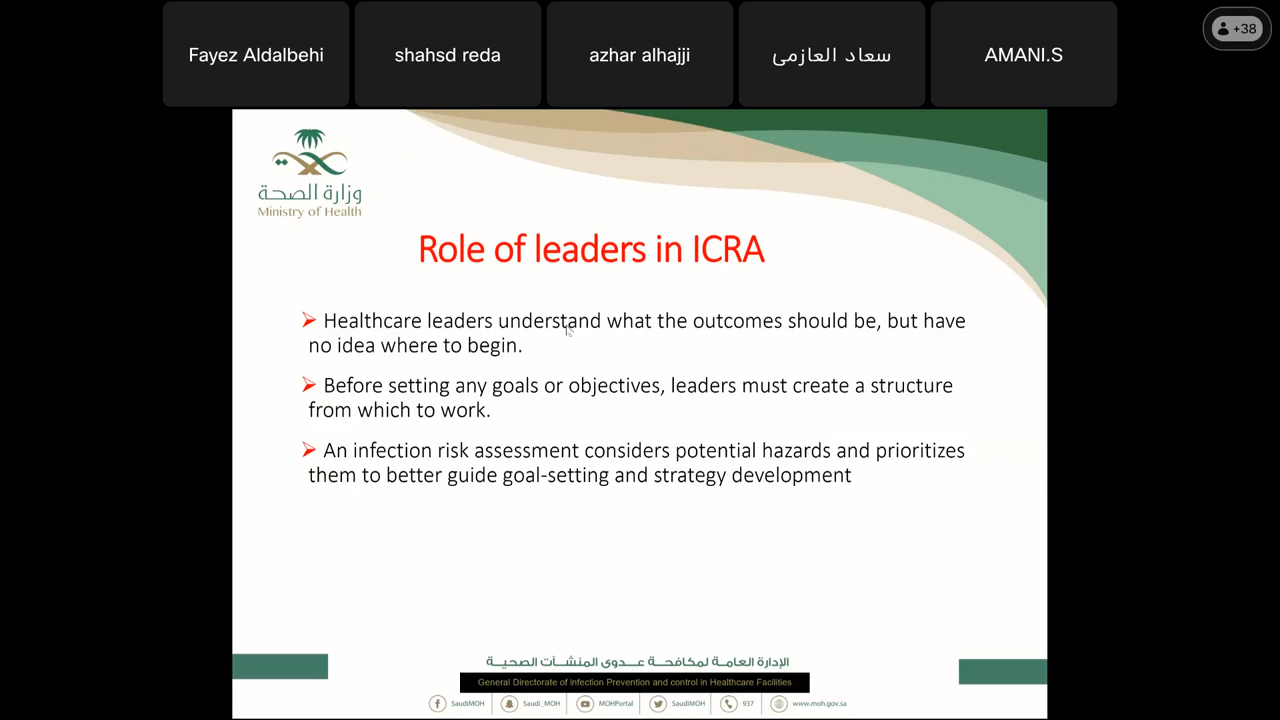 Fayez Aldalbehi
shahsd reda
azhar alhajji
سعاد العازمى
AMANI.S
+38
وزارة الصحة
Ministry of Health
Role of leaders in ICRA
Healthcare leaders understand what the outcomes should be, but have
no idea where to begin.
Before setting any goals or objectives, leaders must create a structure
from which to work.
An infection risk assessment considers potential hazards and prioritizes
them to better guide goal-setting and strategy development
الإدارة العامة لمكافحة عدوى المنشآت الصحية
General Directorate of infection Prevention and control in Healthcare Facilities
SaudiMOH
Saudi_MOH
MOHPortal
SaudiMOH
937
www.moh.gov.sa